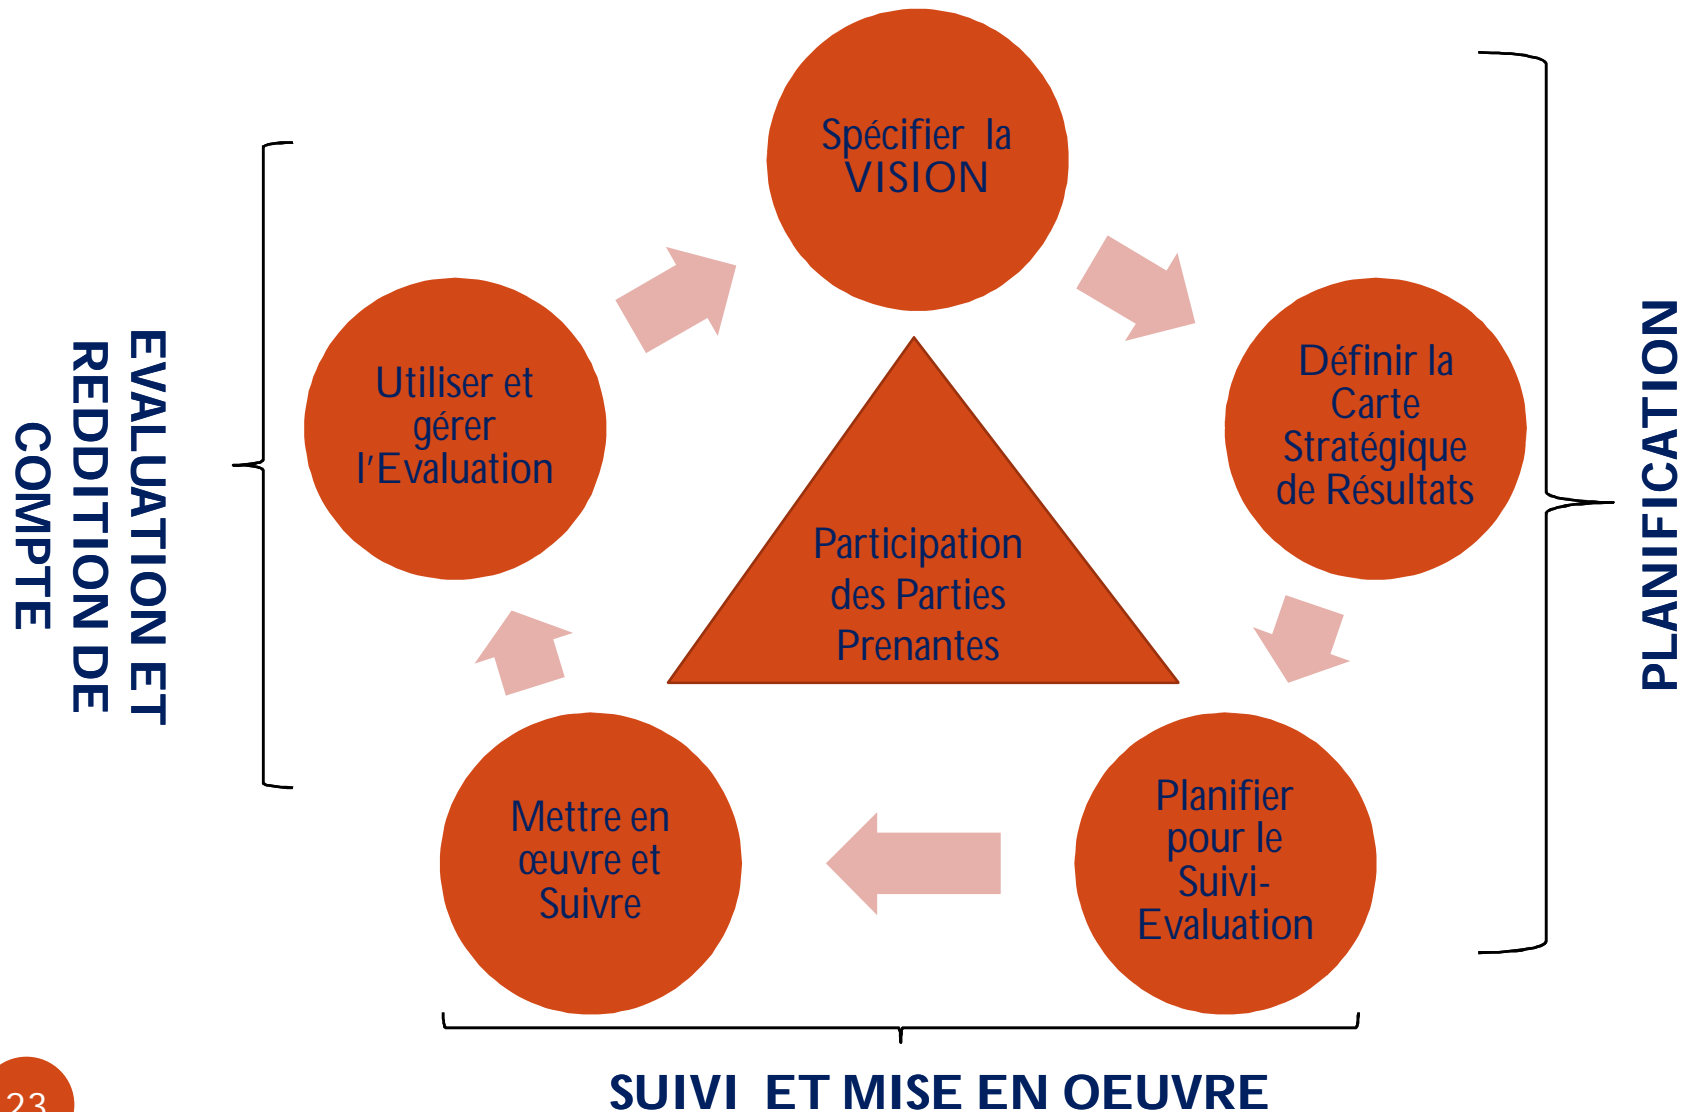 Spécifier la
VISION
Définir la
Carte
Stratégique
de Résultats
Planifier
pour le
Suivi-
Evaluation
Mettre en
œuvre et
Suivre
Utiliser et
gérer
l'Evaluation
Participation
des Parties
Prenantes
PLANIFICATION
SUIVI ET MISE EN OEUVRE
EVALUATION ET
REDDITION DE
COMPTE
23